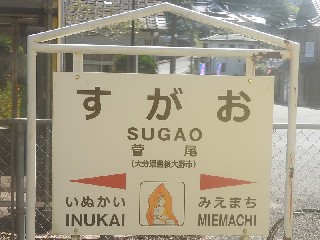 すがお
SUGAO
菅 尾
(大分県豊後大野市)
いぬかい みえまち
INUKAI MIEMACHI